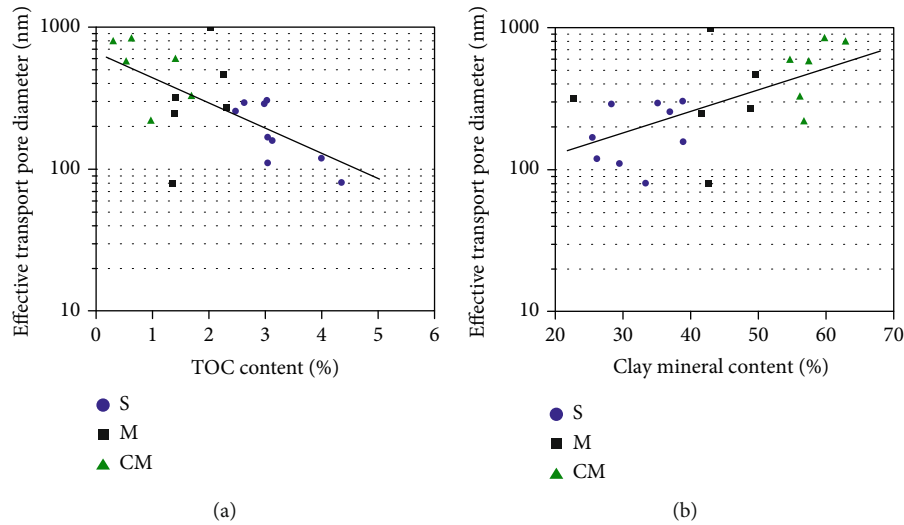 Effective transport pore diameter (nm)
1000
100
10
0 1 2 3 4 5 6
TOC content (%)
S
M
CM
(a)
Effective transport pore diameter (nm)
1000
100
10
20 30 40 50 60 70
Clay mineral content (%)
S
M
CM
(b)